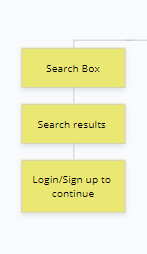 Search Box
Search results
Login/Sign up to
continue